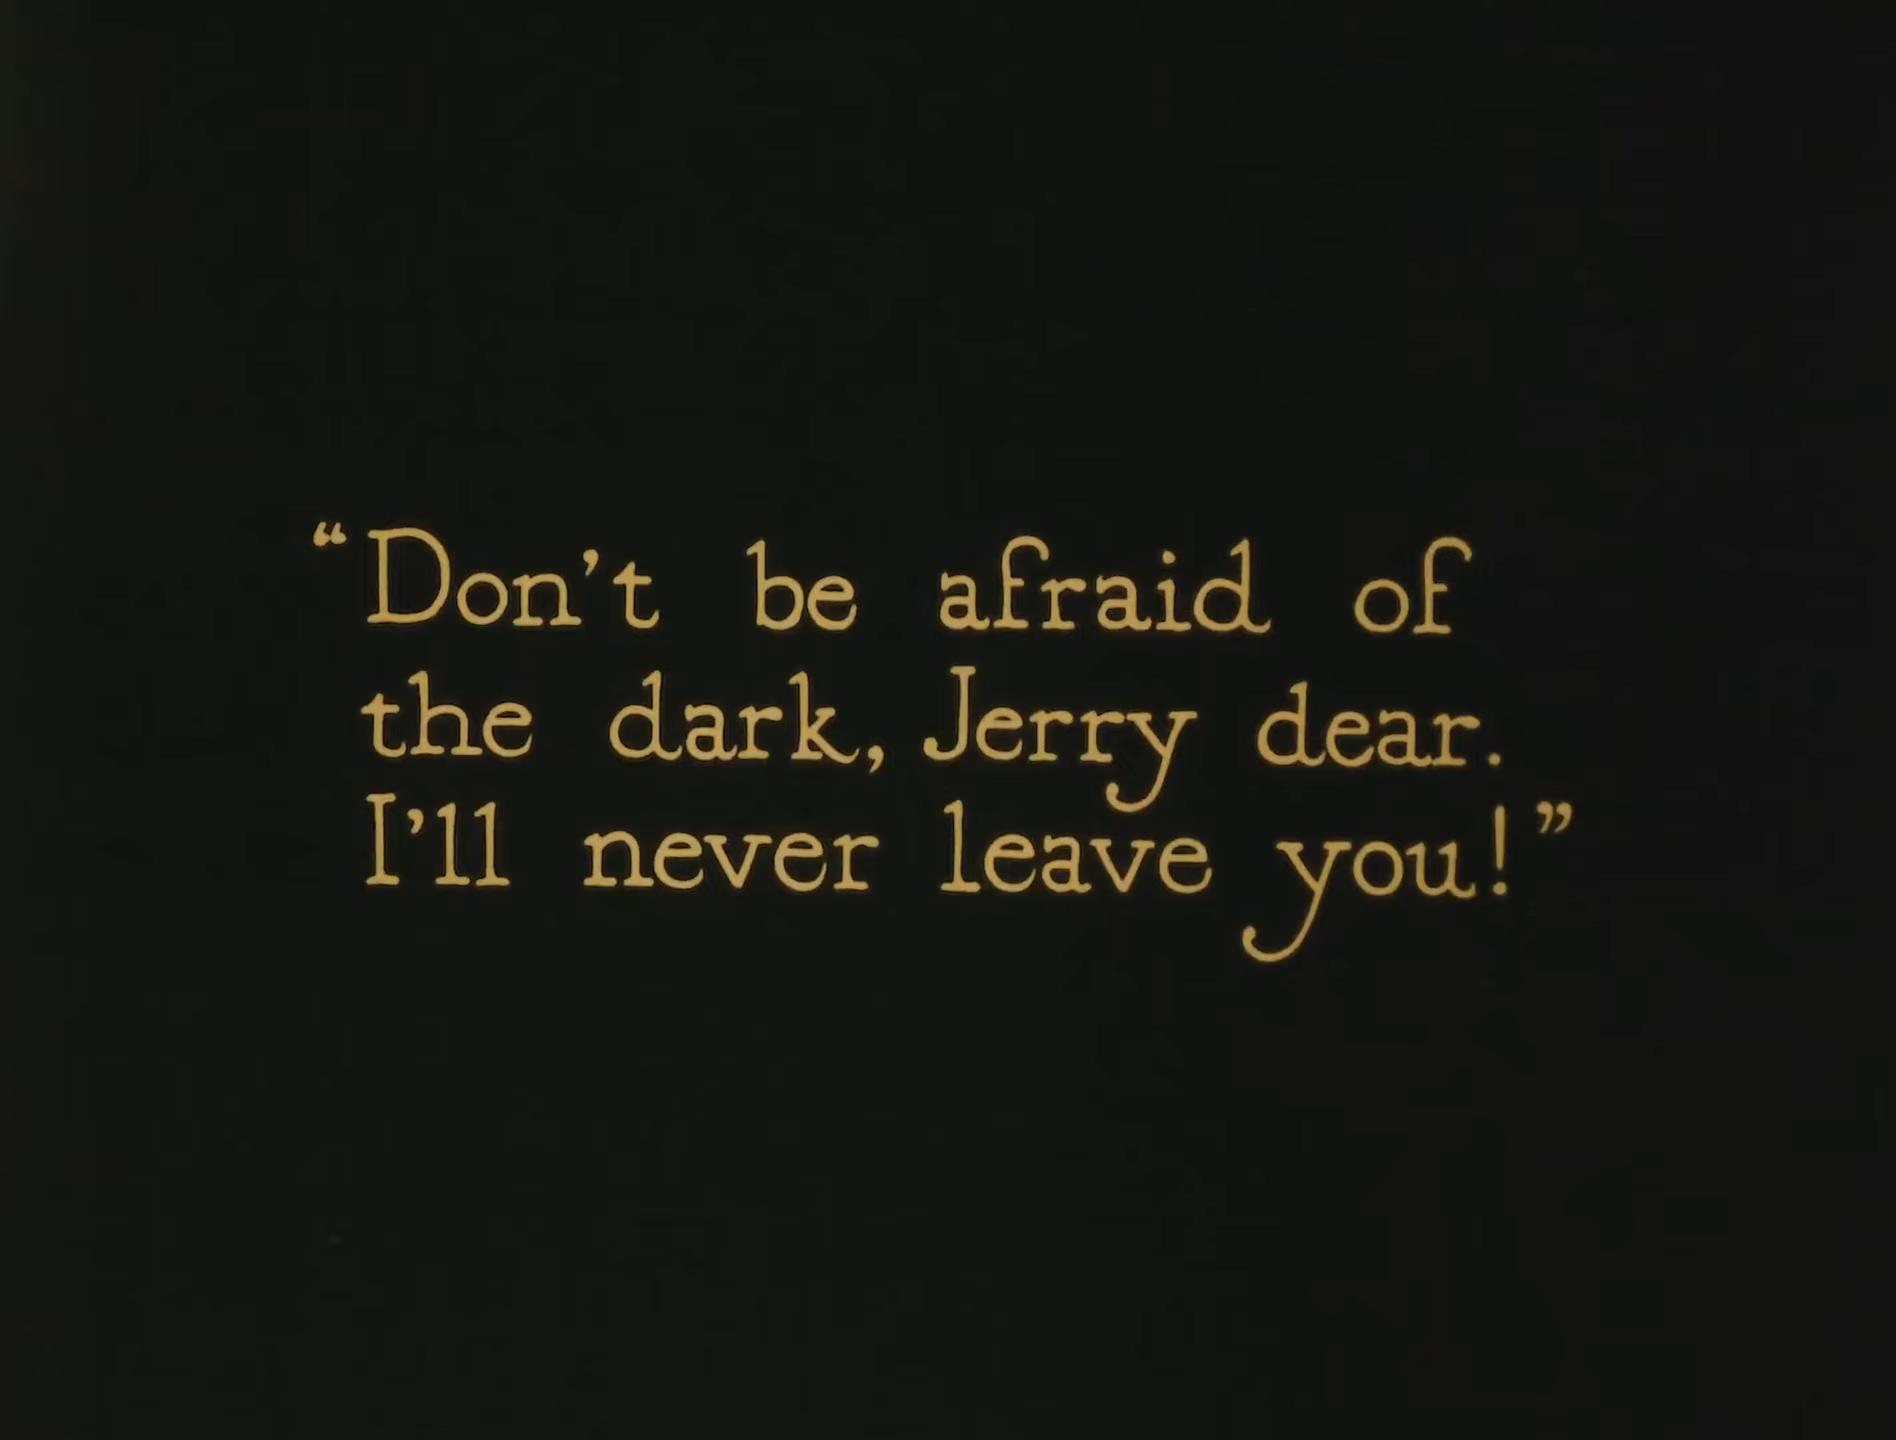 “Don’t be afraid of
the dark, Jerry dear.
I’ll never leave you!”